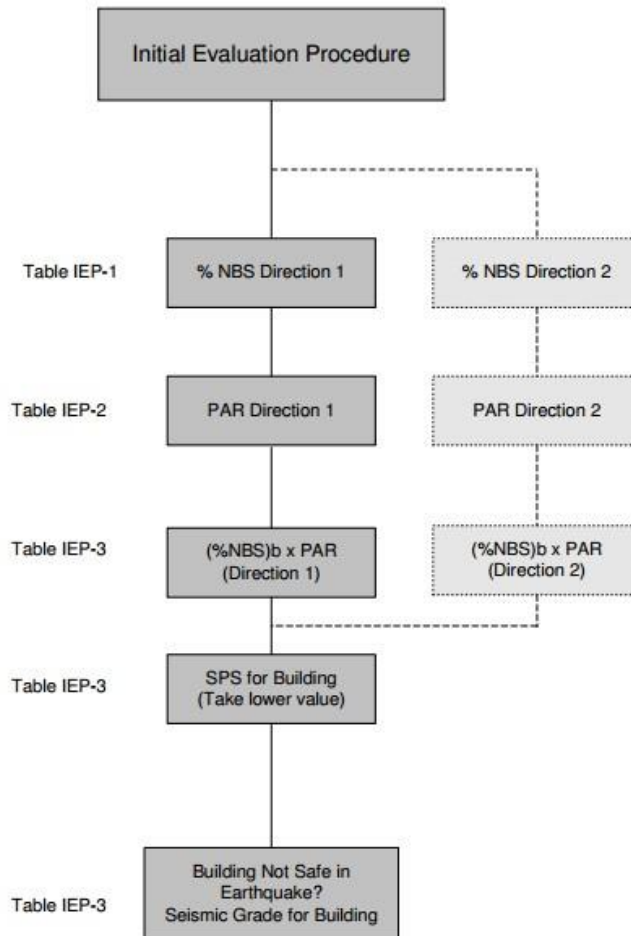 Initial Evaluation Procedure
Table IEP-1
% NBS Direction 1
% NBS Direction 2
Table IEP-2
PAR Direction 1
PAR Direction 2
Table IEP-3
(%NBS)b x PAR
(Direction 1)
(%NBS)b x PAR
(Direction 2)
Table IEP-3
SPS for Building
(Take lower value)
Table IEP-3
Building Not Safe in
Earthquake?
Seismic Grade for Building